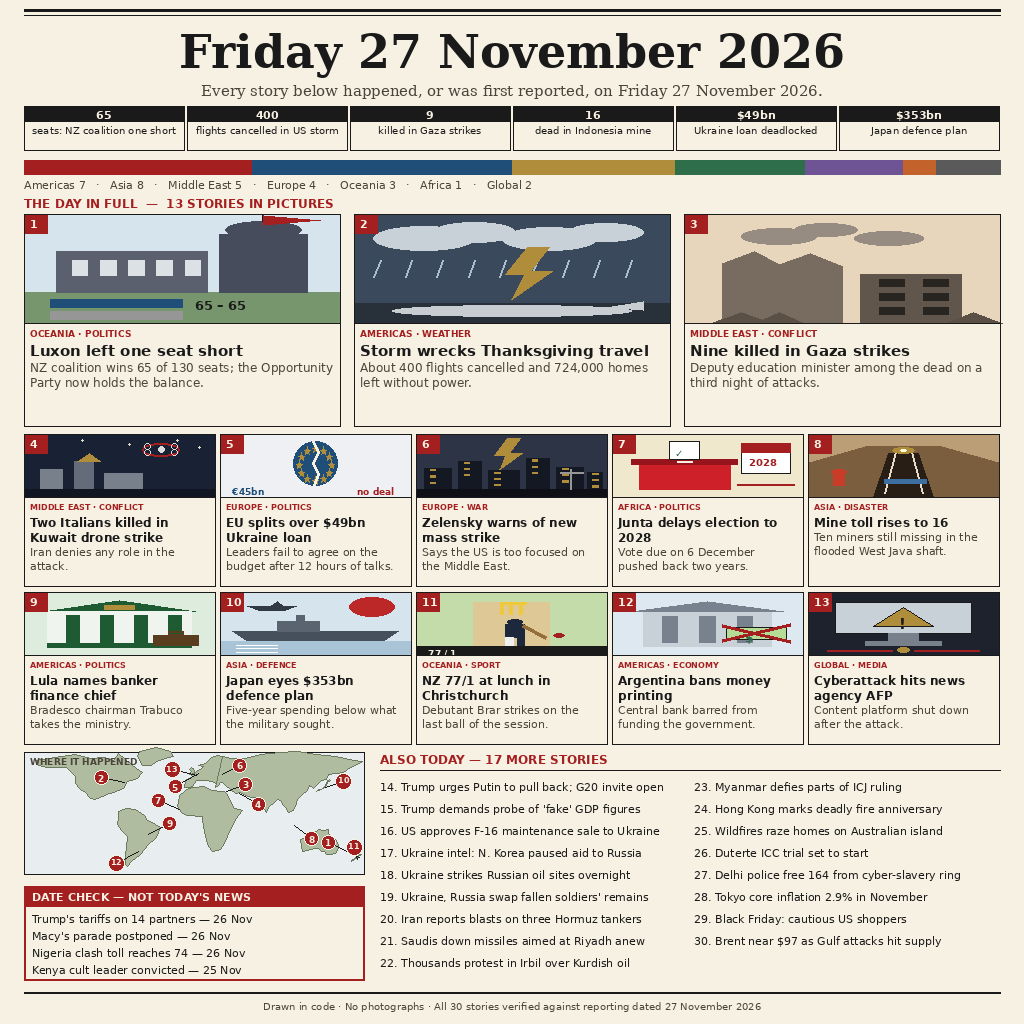 Friday 27 November 2026
Every story below happened, or was first reported, on Friday 27 November 2026.
65
seats: NZ coalition one short
400
flights cancelled in US storm
9
killed in Gaza strikes
16
dead in Indonesia mine
$49bn
Ukraine loan deadlocked
$353bn
Japan defence plan
Americas 7 · Asia 8 · Middle East 5 · Europe 4 · Oceania 3 · Africa 1 · Global 2
THE DAY IN FULL — 13 STORIES IN PICTURES
1
65 – 65
OCEANIA · POLITICS
Luxon left one seat short
NZ coalition wins 65 of 130 seats; the Opportunity
Party now holds the balance.
2
AMERICAS · WEATHER
Storm wrecks Thanksgiving travel
About 400 flights cancelled and 724,000 homes
left without power.
3
MIDDLE EAST · CONFLICT
Nine killed in Gaza strikes
Deputy education minister among the dead on a
third night of attacks.
4
MIDDLE EAST · CONFLICT
Two Italians killed in
Kuwait drone strike
Iran denies any role in the
attack.
5
€45bn
no deal
EUROPE · POLITICS
EU splits over $49bn
Ukraine loan
Leaders fail to agree on the
budget after 12 hours of talks.
6
EUROPE · WAR
Zelensky warns of new
mass strike
Says the US is too focused on
the Middle East.
7
✓
2028
AFRICA · POLITICS
Junta delays election to
2028
Vote due on 6 December
pushed back two years.
8
ASIA · DISASTER
Mine toll rises to 16
Ten miners still missing in the
flooded West Java shaft.
9
AMERICAS · POLITICS
Lula names banker
finance chief
Bradesco chairman Trabuco
takes the ministry.
10
ASIA · DEFENCE
Japan eyes $353bn
defence plan
Five-year spending below what
the military sought.
11
77 / 1
OCEANIA · SPORT
NZ 77/1 at lunch in
Christchurch
Debutant Brar strikes on the
last ball of the session.
12
AMERICAS · ECONOMY
Argentina bans money
printing
Central bank barred from
funding the government.
13
!
GLOBAL · MEDIA
Cyberattack hits news
agency AFP
Content platform shut down
after the attack.
WHERE IT HAPPENED
2
13
6
5
3
10
7
4
9
8
1
11
12
DATE CHECK — NOT TODAY'S NEWS
Trump's tariffs on 14 partners — 26 Nov
Macy's parade postponed — 26 Nov
Nigeria clash toll reaches 74 — 26 Nov
Kenya cult leader convicted — 25 Nov
ALSO TODAY — 17 MORE STORIES
14. Trump urges Putin to pull back; G20 invite open
15. Trump demands probe of 'fake' GDP figures
16. US approves F-16 maintenance sale to Ukraine
17. Ukraine intel: N. Korea paused aid to Russia
18. Ukraine strikes Russian oil sites overnight
19. Ukraine, Russia swap fallen soldiers' remains
20. Iran reports blasts on three Hormuz tankers
21. Saudis down missiles aimed at Riyadh anew
22. Thousands protest in Irbil over Kurdish oil
23. Myanmar defies parts of ICJ ruling
24. Hong Kong marks deadly fire anniversary
25. Wildfires raze homes on Australian island
26. Duterte ICC trial set to start
27. Delhi police free 164 from cyber-slavery ring
28. Tokyo core inflation 2.9% in November
29. Black Friday: cautious US shoppers
30. Brent near $97 as Gulf attacks hit supply
Drawn in code · No photographs · All 30 stories verified against reporting dated 27 November 2026